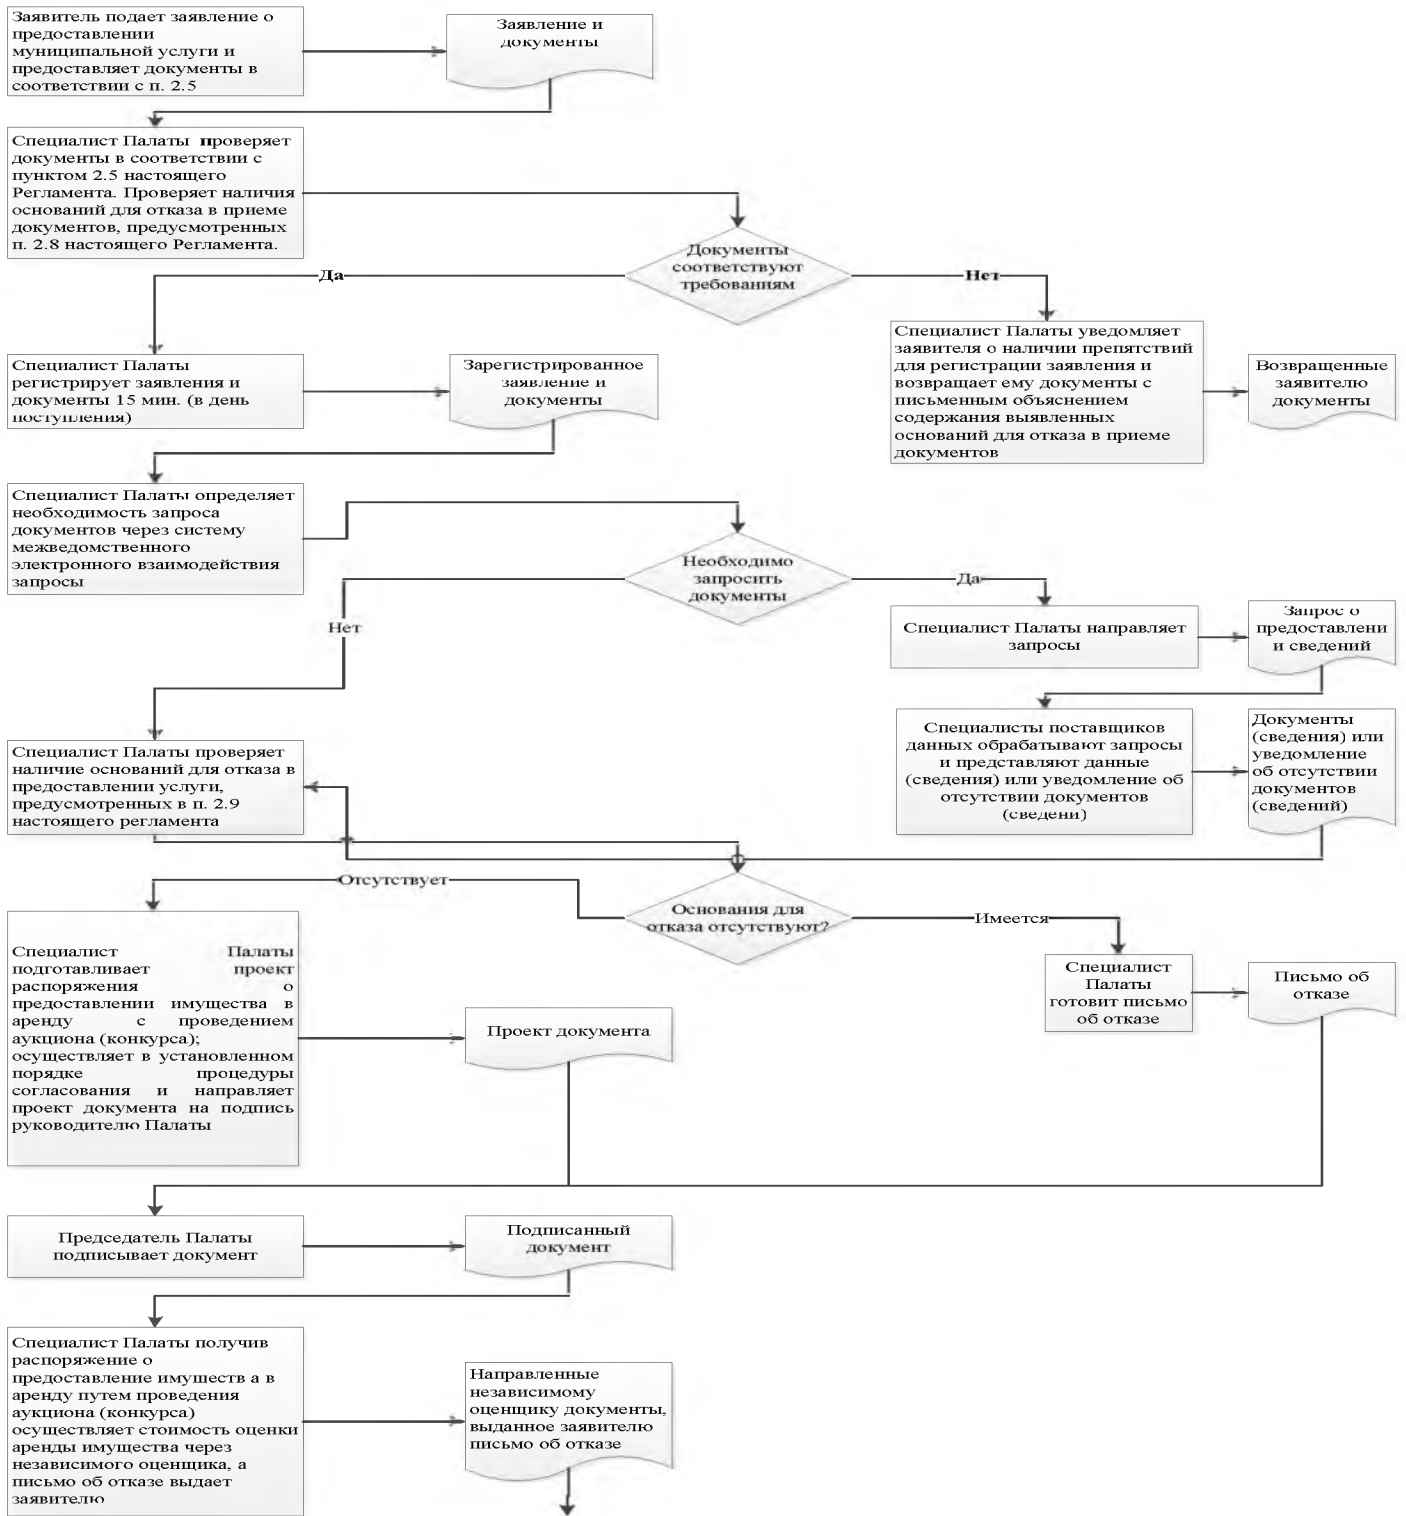 Заявитель подает заявление о
предоставлении
муниципальной услуги и
предоставляет документы в
соответствии с п. 2.5
Заявление и
документы
Специалист Палаты проверяет
документы в соответствии с
пунктом 2.5 настоящего
Регламента. Проверяет наличия
оснований для отказа в приеме
документов, предусмотренных
п. 2.8 настоящего Регламента.
Документы
соответствуют
требованиям
Да
Нет
Специалист Палаты
регистрирует заявления и
документы 15 мин. (в день
поступления)
Зарегистрированное
заявление и
документы
Специалист Палаты уведомляет
заявителя о наличии препятствий
для регистрации заявления и
возвращает ему документы с
письменным объяснением
содержания выявленных
оснований для отказа в приеме
документов
Возвращенные
заявителю
документы
Специалист Палаты определяет
необходимость запроса
документов через систему
межведомственного
электронного взаимодействия
запросы
Необходимо
запросить
документы
Да
Нет
Специалист Палаты направляет
запросы
Запрос о
предоставлени
и сведений
Специалисты поставщиков
данных обрабатывают запросы
и представляют данные
(сведения) или уведомление об
отсутствии документов
(сведени)
Документы
(сведения) или
уведомление
об отсутствии
документов
(сведений)
Специалист Палаты проверяет
наличие оснований для отказа в
предоставлении услуги,
предусмотренных в п. 2.9
настоящего регламента
Отсутствует
Основания для
отказа отсутствуют?
Имеется
Специалист Палаты
подготавливает проект
распоряжения о
предоставлении имущества в
аренду с проведением
аукциона (конкурса);
осуществляет в установленном
порядке процедуры
согласования и направляет
проект документа на подпись
руководителю Палаты
Проект документа
Специалист
Палаты
готовит письмо
об отказе
Письмо об
отказе
Председатель Палаты
подписывает документ
Подписанный
документ
Специалист Палаты получив
распоряжение о
предоставление имуществ а в
аренду путем проведения
аукциона (конкурса)
осуществляет стоимость оценки
аренды имущества через
независимого оценщика, а
письмо об отказе выдает
заявителю
Направленные
независимому
оценщику документы,
выданное заявителю
письмо об отказе